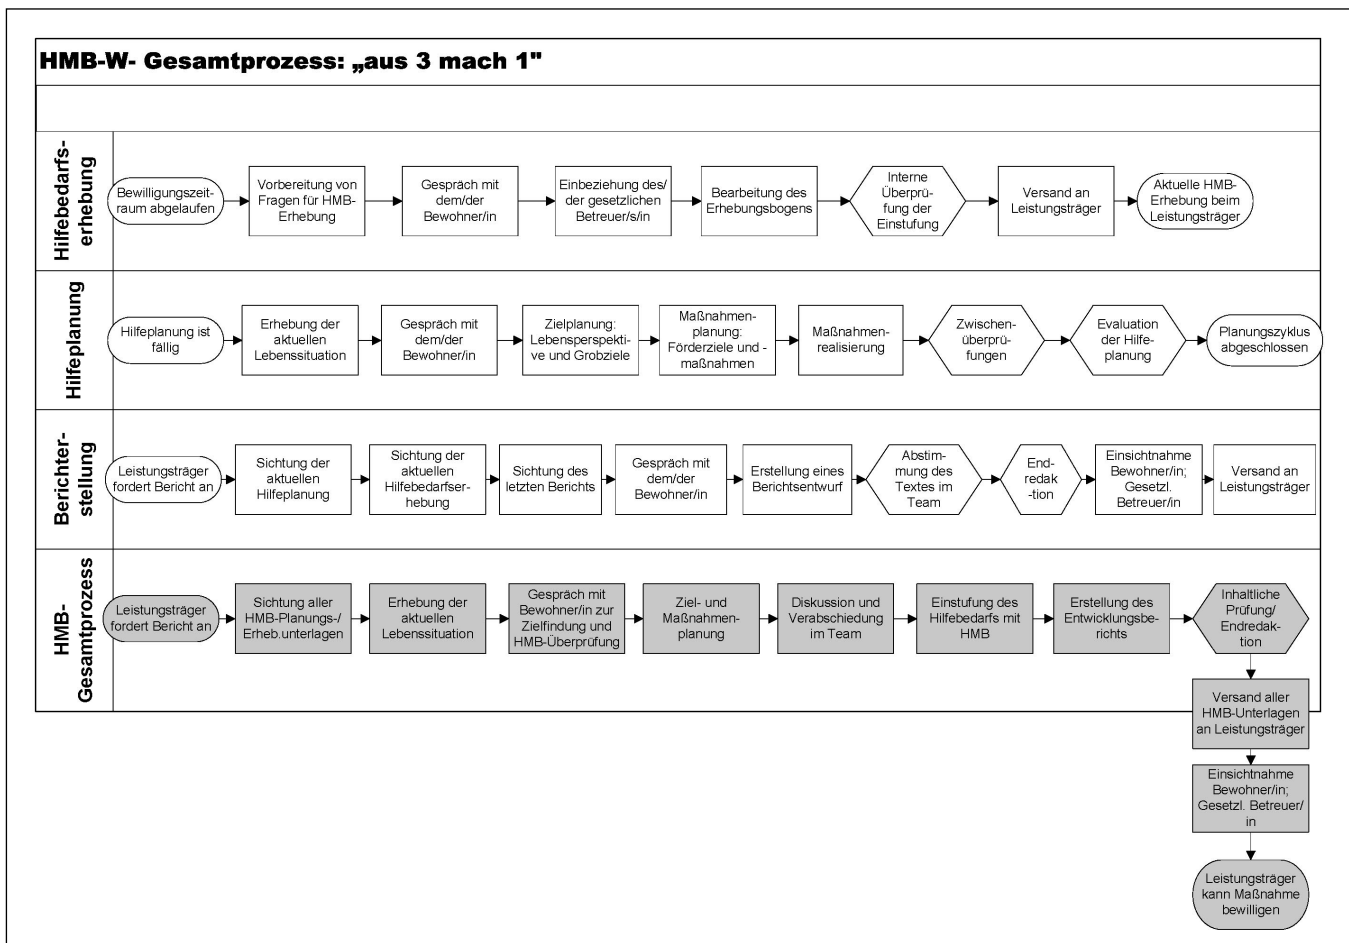 HMB-W- Gesamtprozess: „aus 3 mach 1"
Hilfebedarfs-
erhebung
Bewilligungszeit-
raum abgelaufen
Vorbereitung von
Fragen für HMB-
Erhebung
Gespräch mit
dem/der
Bewohner/in
Einbeziehung des/
der gesetzlichen
Betreuer/s/in
Bearbeitung des
Erhebungsbogens
Interne
Überprü-
fung der
Einstufung
Versand an
Leistungsträger
Aktuelle HMB-
Erhebung beim
Leistungsträger
Hilfeplanung
Hilfeplanung ist
fällig
Erhebung der
aktuellen
Lebenssituation
Gespräch mit
dem/der
Bewohner/in
Zielplanung:
Lebensperspekti-
ve und Grobziele
Maßnahmen-
planung:
Förderziele und -
maßnahmen
Maßnahmen-
realisierung
Zwischen-
überprü-
fungen
Evaluation
der Hilfe-
planung
Planungszyklus
abgeschlossen
Berichter-
stellung
Leistungsträger
fordert Bericht an
Sichtung der
aktuellen
Hilfeplanung
Sichtung der
aktuellen
Hilfebedarfser-
hebung
Sichtung des
letzten Berichts
Gespräch mit
dem/der
Bewohner/in
Erstellung eines
Berichtsentwurf
Abstim-
mung des
Textes im
Team
End-
redak
-tion
Einsichtnahme
Bewohner/in;
Gesetzl.
Betreuer/in
Versand an
Leistungsträger
HMB-
Gesamtprozess
Leistungsträger
fordert Bericht an
Sichtung aller
HMB-Planungs-/
Erheb.unterlagen
Erhebung der
aktuellen
Lebenssituation
Gespräch mit
Bewohner/in zur
Zielfindung und
HMB-Überprüfung
Ziel- und
Maßnahmen-
planung
Diskussion und
Verabschiedung
im Team
Einstufung des
Hilfebedarfs mit
HMB
Erstellung des
Entwicklungsbe-
richts
Inhaltliche
Prüfung/
Endredak-
tion
Versand aller
HMB-Unterlagen
an Leistungsträger
Einsichtnahme
Bewohner/in;
Gesetzl. Betreuer/
in
Leistungsträger
kann Maßnahme
bewilligen